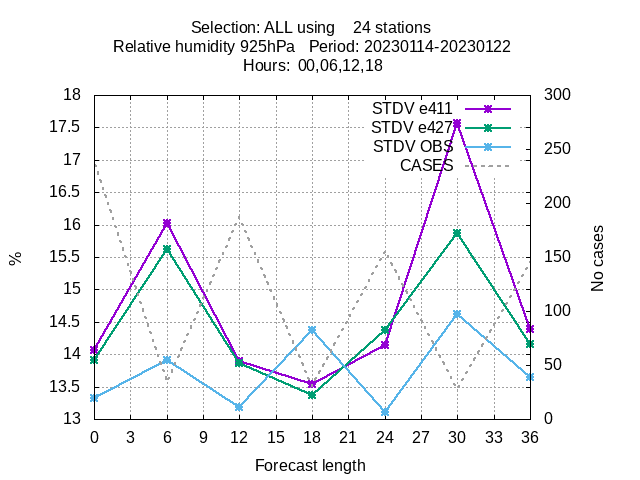 Selection: ALL using    24 stations
Relative humidity 925hPa   Period: 20230114-20230122
Hours:  00,06,12,18
18 300
STDV e411
17.5 STDV e427
STDV OBS 250
17 CASES
16.5
16 200
%
15.5 150
No cases
15
14.5 100
14
50
13.5
13 0
0 3 6 9 12 15 18 21 24 27 30 33 36
Forecast length